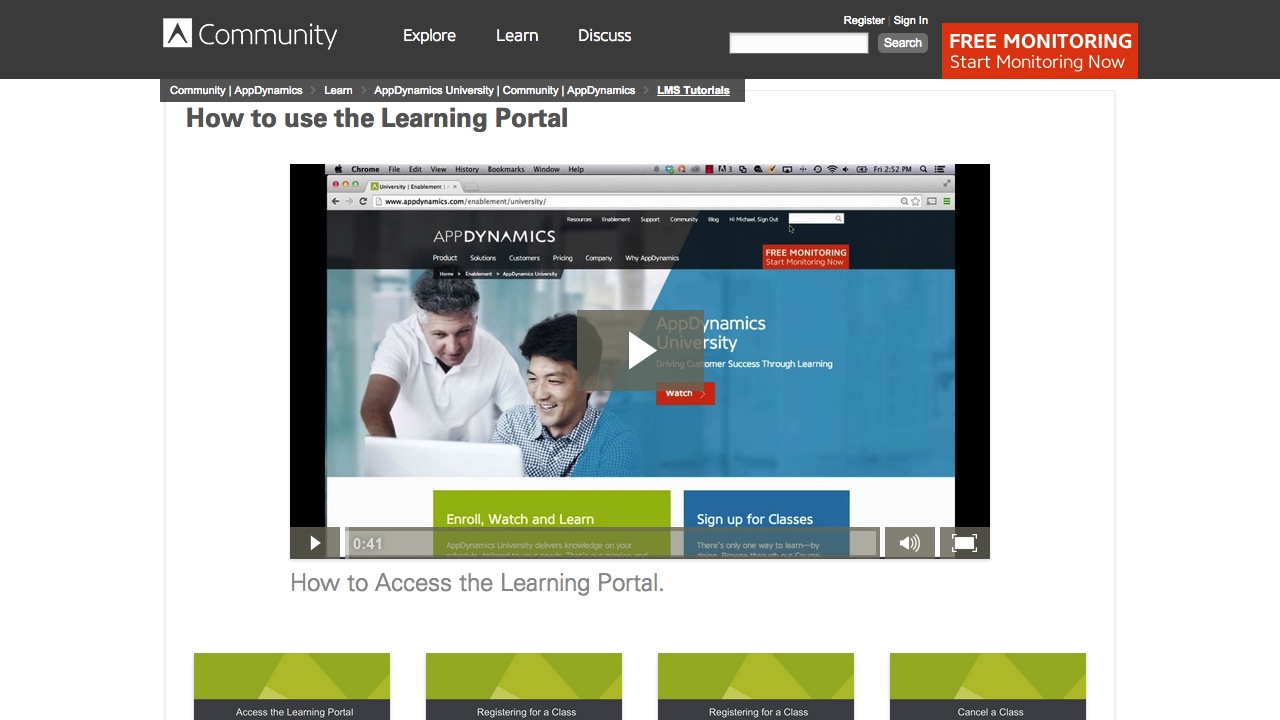 Register | Sign In
Community
Explore
Learn
Discuss
Search
FREE MONITORING
Start Monitoring Now
Community | AppDynamics > Learn > AppDynamics University | Community | AppDynamics > LMS Tutorials
How to use the Learning Portal
Chrome File Edit View History Bookmarks Window Help
3
Fri 2:52 PM
University | Enablement |
www.appdynamics.com/enablement/university/
Resources Enablement Support Community Blog Hi Michael, Sign Out
APPDYNAMICS
FREE MONITORING
Start Monitoring Now
Product Solutions Customers Pricing Company Why AppDynamics
Home > Enablement > AppDynamics University
AppDynamics
University
Driving Customer Success Through Learning
Watch
Enroll, Watch and Learn
Sign up for Classes
AppDynamics University delivers knowledge on your
There's only one way to learn—by
0:41
How to Access the Learning Portal.
Access the Learning Portal
Registering for a Class
Registering for a Class
Cancel a Class